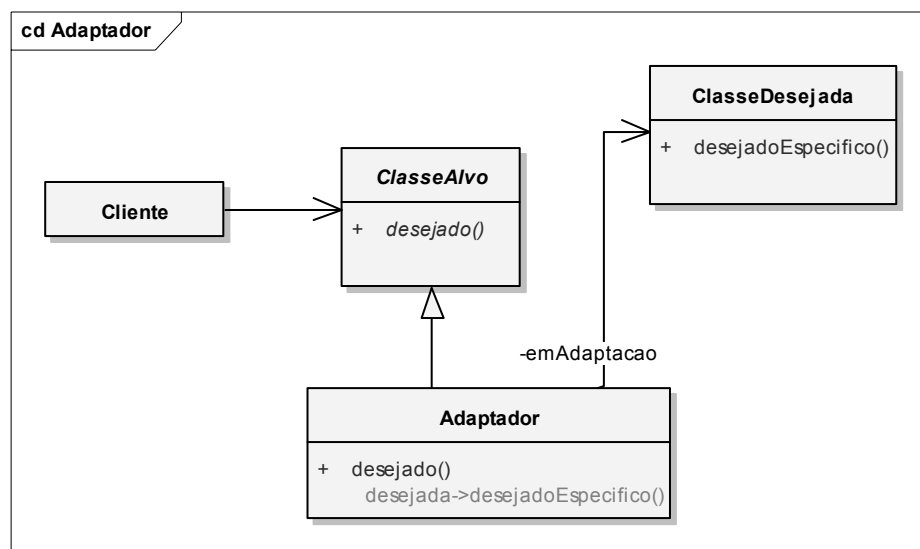 cd Adaptador
ClasseDesejada
+ desejadoEspecifico()
ClasseAlvo
+ desejado()
Cliente
-emAdaptacao
Adaptador
+ desejado()
desejada->desejadoEspecifico()